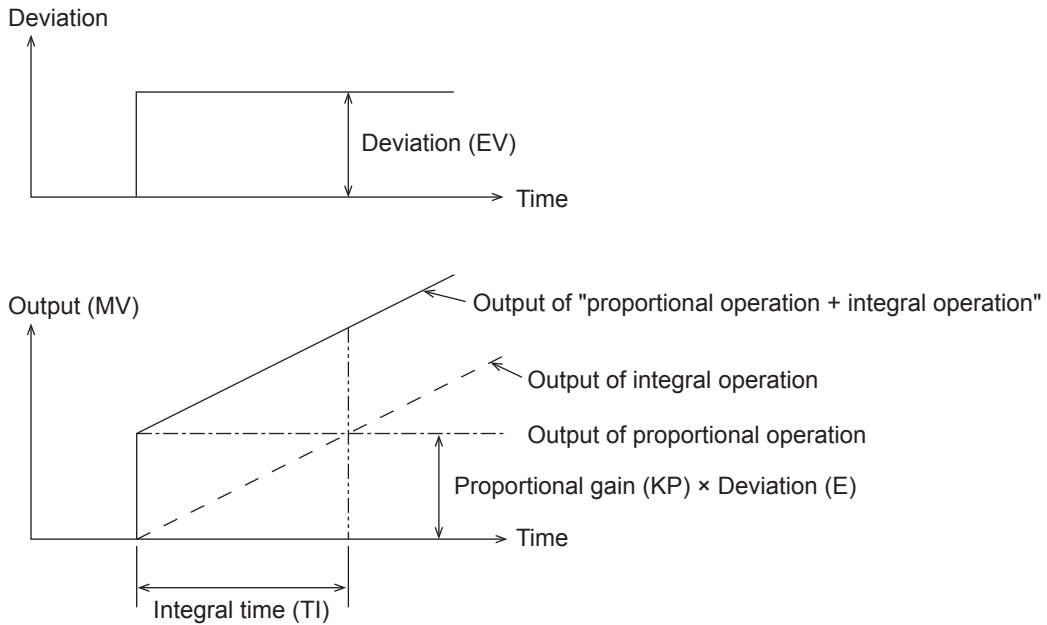 Deviation
Deviation (EV)
Time
Output (MV)
Output of "proportional operation + integral operation"
Output of integral operation
Output of proportional operation
Proportional gain (KP) × Deviation (E)
Time
Integral time (TI)